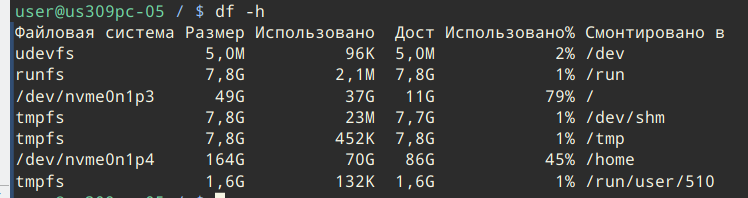 user@us309pc-05 / $ df -h
Файловая система Размер Использовано Дост Использовано% Смонтировано в
udevfs 5,0M 96K 5,0M 2% /dev
runfs 7,8G 2,1M 7,8G 1% /run
/dev/nvme0n1p3 49G 37G 11G 79% /
tmpfs 7,8G 23M 7,7G 1% /dev/shm
tmpfs 7,8G 452K 7,8G 1% /tmp
/dev/nvme0n1p4 164G 70G 86G 45% /home
tmpfs 1,6G 132K 1,6G 1% /run/user/510
user@us309pc-05 / $